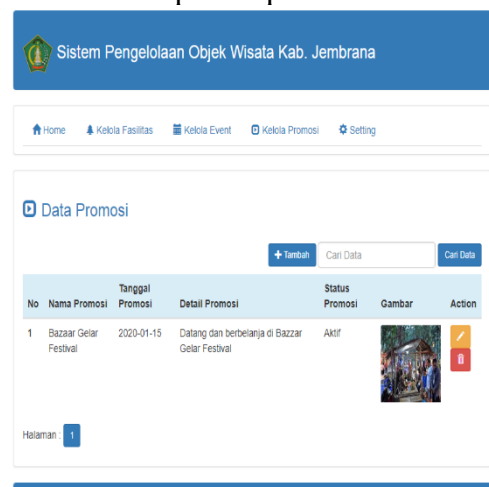 Sistem Pengelolaan Objek Wisata Kab. Jembrana
Home Kelola Fasilitas Kelola Event Kelola Promosi Setting
Data Promosi
+ Tambah Cari Data Cari Data
No Nama Promosi Tanggal Promosi Detail Promosi Status Promosi Gambar Action
1 Bazaar Gelar Festival 2020-01-15 Datang dan berbelanja di Bazzar Gelar Festival Aktif
Halaman : 1